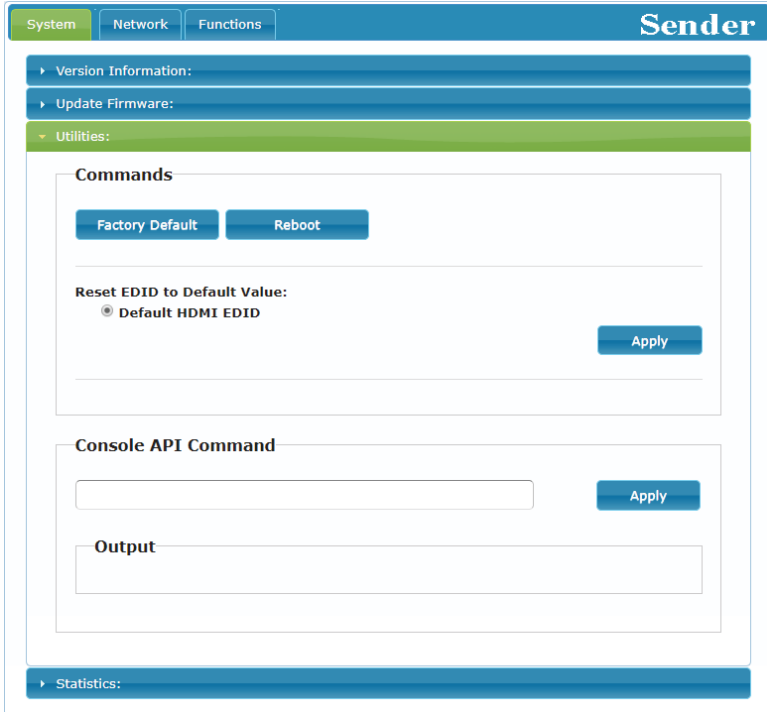 System Network Functions Sender
Version Information:
Update Firmware:
Utilities:
Commands
Factory Default Reboot
Reset EDID to Default Value:
Default HDMI EDID
Apply
Console API Command
Apply
Output
Statistics: